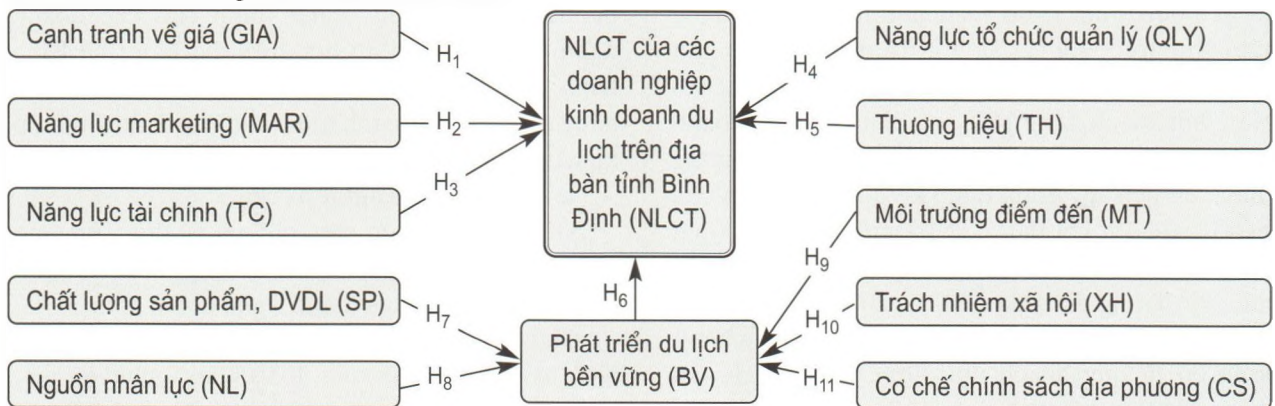 Cạnh tranh về giá (GIA)
H1
Năng lực marketing (MAR)
H2
Năng lực tài chính (TC)
H3
NLCT của các
doanh nghiệp
kinh doanh du
lịch trên địa
bàn tỉnh Bình
Định (NLCT)
Năng lực tổ chức quản lý (QLY)
H4
Thương hiệu (TH)
H5
H6
Chất lượng sản phẩm, DVDL (SP)
H7
Nguồn nhân lực (NL)
H8
Phát triển du lịch
bền vững (BV)
Môi trường điểm đến (MT)
H9
Trách nhiệm xã hội (XH)
H10
Cơ chế chính sách địa phương (CS)
H11